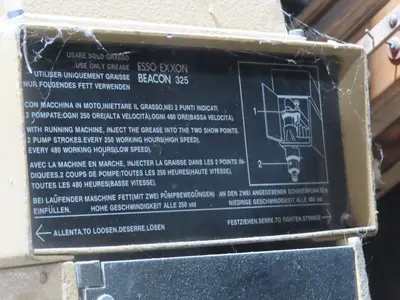 USARE SOLO GRASSO
...USE ONLY GREASE
UTILISER UNIQUEMENT GRAISSE
NUR FOLGENDES FETT VERWENDEN
ESSO-EXXON
BEACON 325
CON MACCHINA IN MOTO,INIETTARE IL GRASSO,NEI 2 PUNTI INDICATI
2 POMPATE:OGNI 250 ORE(ALTA VELOCITÀ), OGNI 480 ORE(BASSA VELOCITÀ).
WITH RUNNING MACHINE, INJECT THE GREASE INTO THE TWO SHOW POINTS.
2 PUMP STROKES.EVERY 250 WORKING HOURS(HIGH SPEED).
EVERY 480 WORKING HOURS(LOW SPEED).
AVEC LA MACHINE EN MARCHE, INJECTER LA GRAISSE DANS LES 2 POINTS IN-
DIQUEES.2 COUPS DE POMPE:TOUTES LES 250 HEURES(HAUTE VITESSE).
TOUTES LES 480 HEURES(BASSE VITESSE).
BEI LAUFENDER MASCHINE FETT(MIT ZWEI PUMPBEWEGUNGEN) AN DEN ZWEI ANGEGEBENEN SCHMIERPUNKTEN
EINFÜLLEN. HOHE GESCHWINDIGKEIT ALLE 250 std NIEDRIGE GESCHWINDIGKEIT ALLE 480 std
ALLENTA.TO LOOSEN.DESERRE.LÖSEN
FESTZIEHEN.SERRE.TO TIGHTEN.STRINGE
1
2